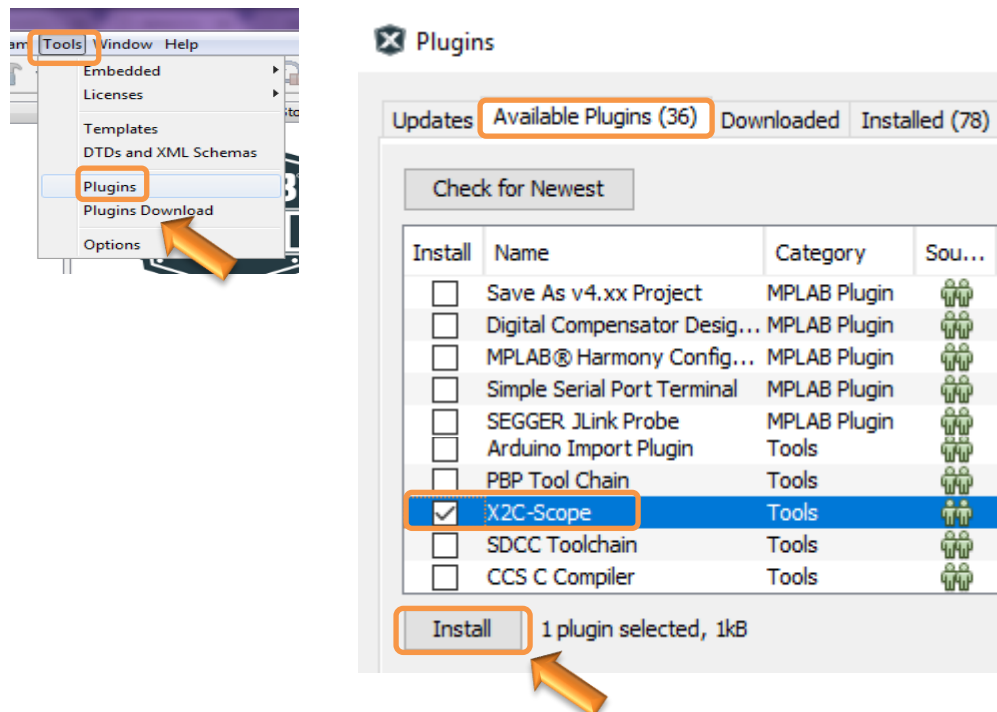 am Tools Window Help
Embedded
Licenses
Templates
DTDs and XML Schemas
Plugins
Plugins Download
Options
Plugins
Updates Available Plugins (36) Downloaded Installed (78)
Check for Newest
Install Name Category Sou...
Save As v4.xx Project MPLAB Plugin
Digital Compensator Desig... MPLAB Plugin
MPLAB® Harmony Config... MPLAB Plugin
Simple Serial Port Terminal MPLAB Plugin
SEGGER JLink Probe MPLAB Plugin
Arduino Import Plugin Tools
PBP Tool Chain Tools
X2C-Scope Tools
SDCC Toolchain Tools
CCS C Compiler Tools
Install 1 plugin selected, 1kB